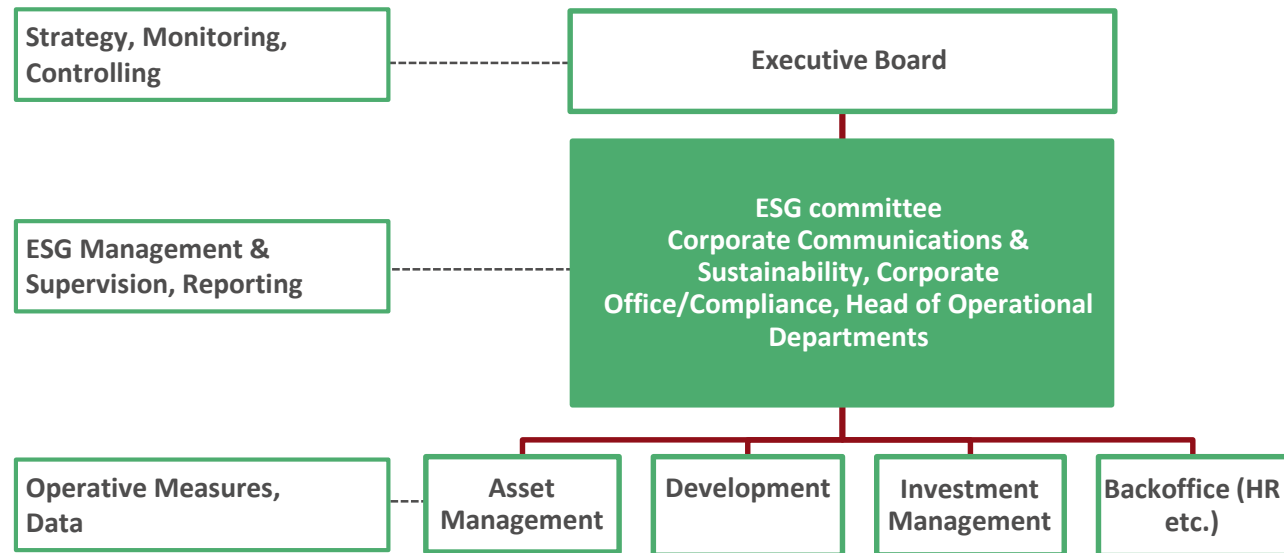 Strategy, Monitoring,
Controlling
Executive Board
ESG committee
Corporate Communications &
Sustainability, Corporate
Office/Compliance, Head of Operational
Departments
ESG Management &
Supervision, Reporting
Operative Measures,
Data
Asset
Management
Development
Investment
Management
Backoffice (HR
etc.)